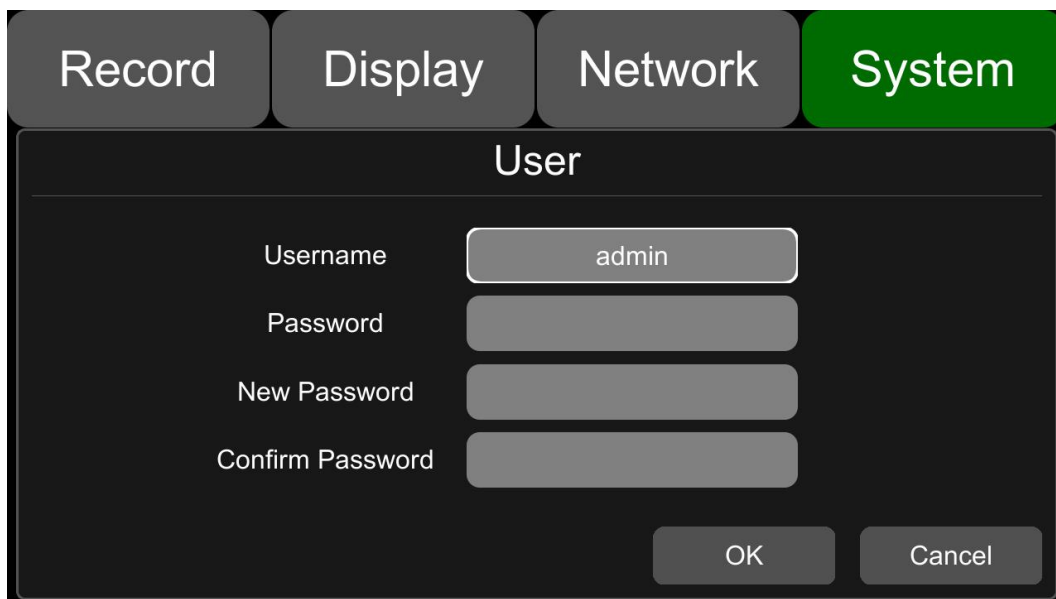 Record Display Network System
User
Username admin
Password
New Password
Confirm Password
OK Cancel